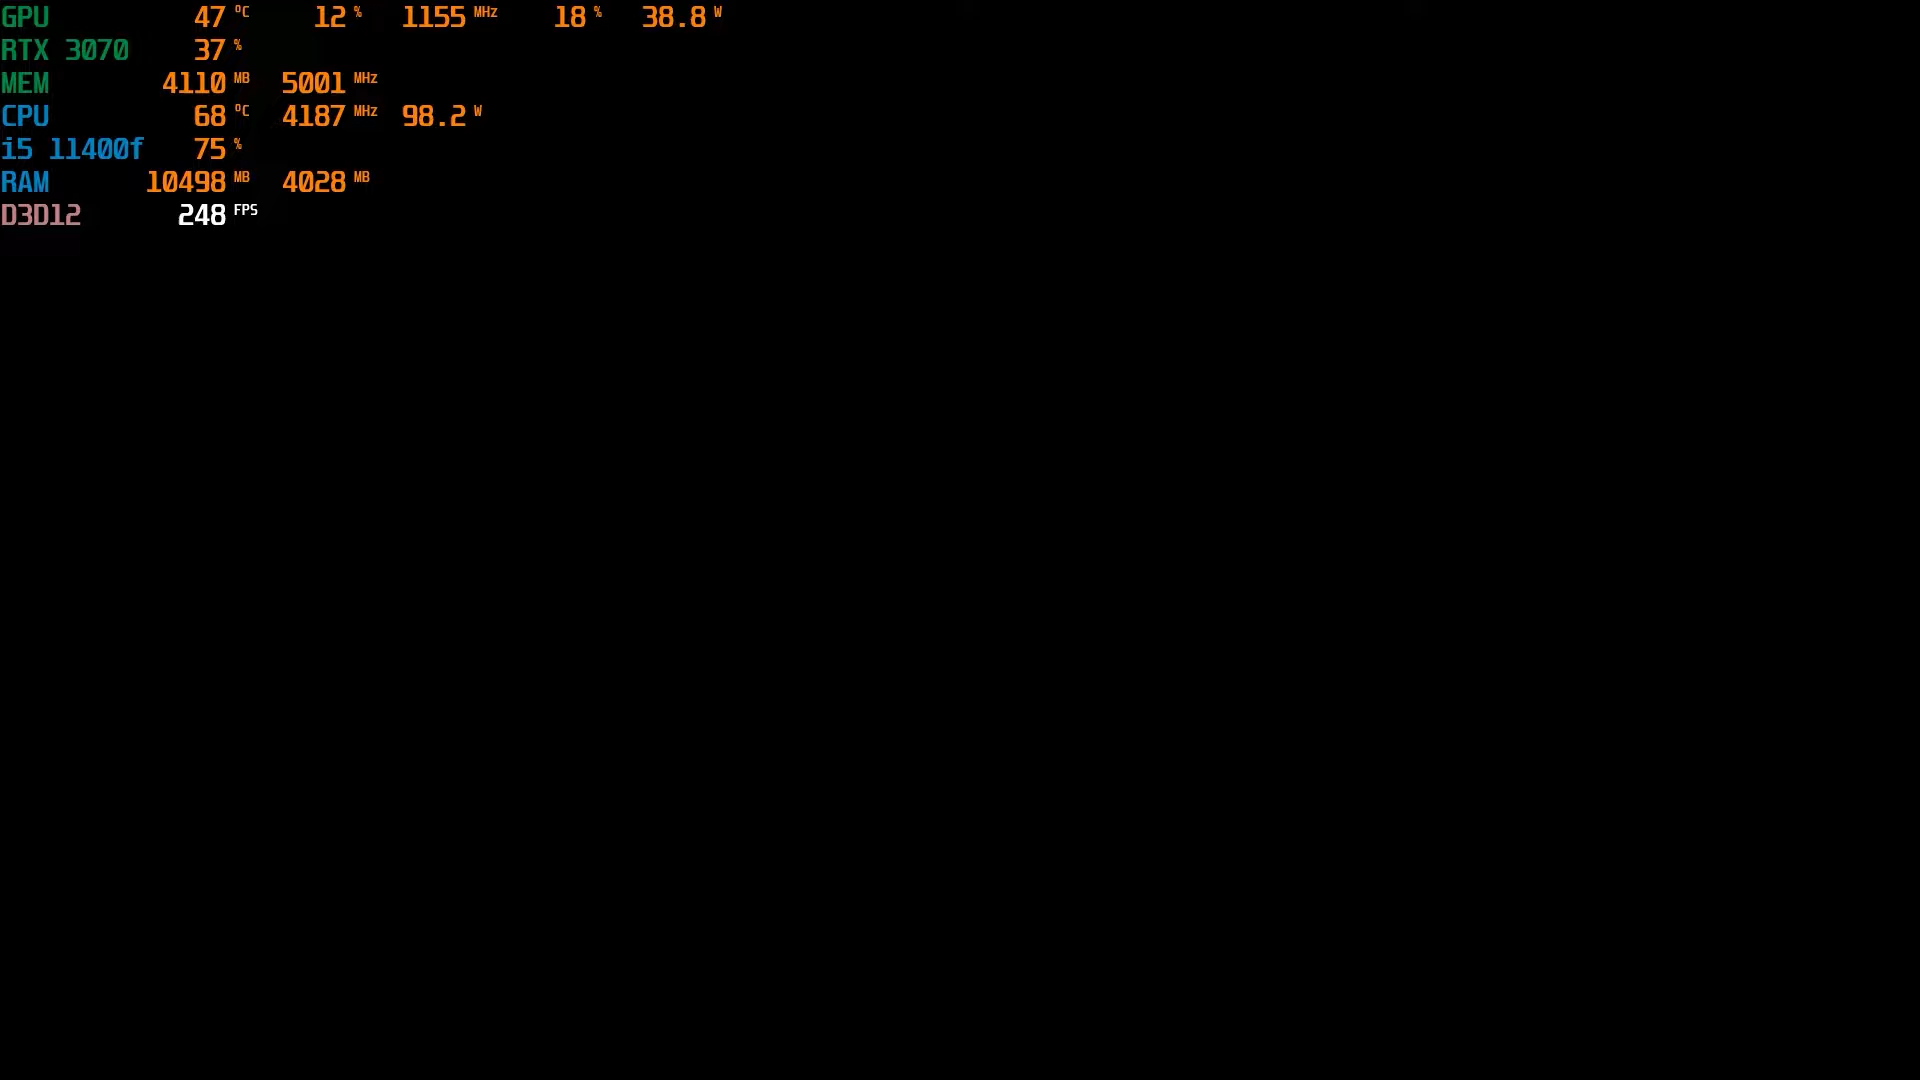 GPU 47 °C 12 % 1155 MHz 18 % 38.8 W
RTX 3070 37 %
MEM 4110 MB 5001 MHz
CPU 68 °C 4187 MHz 98.2 W
i5 11400f 75 %
RAM 10498 MB 4028 MB
D3D12 248 FPS